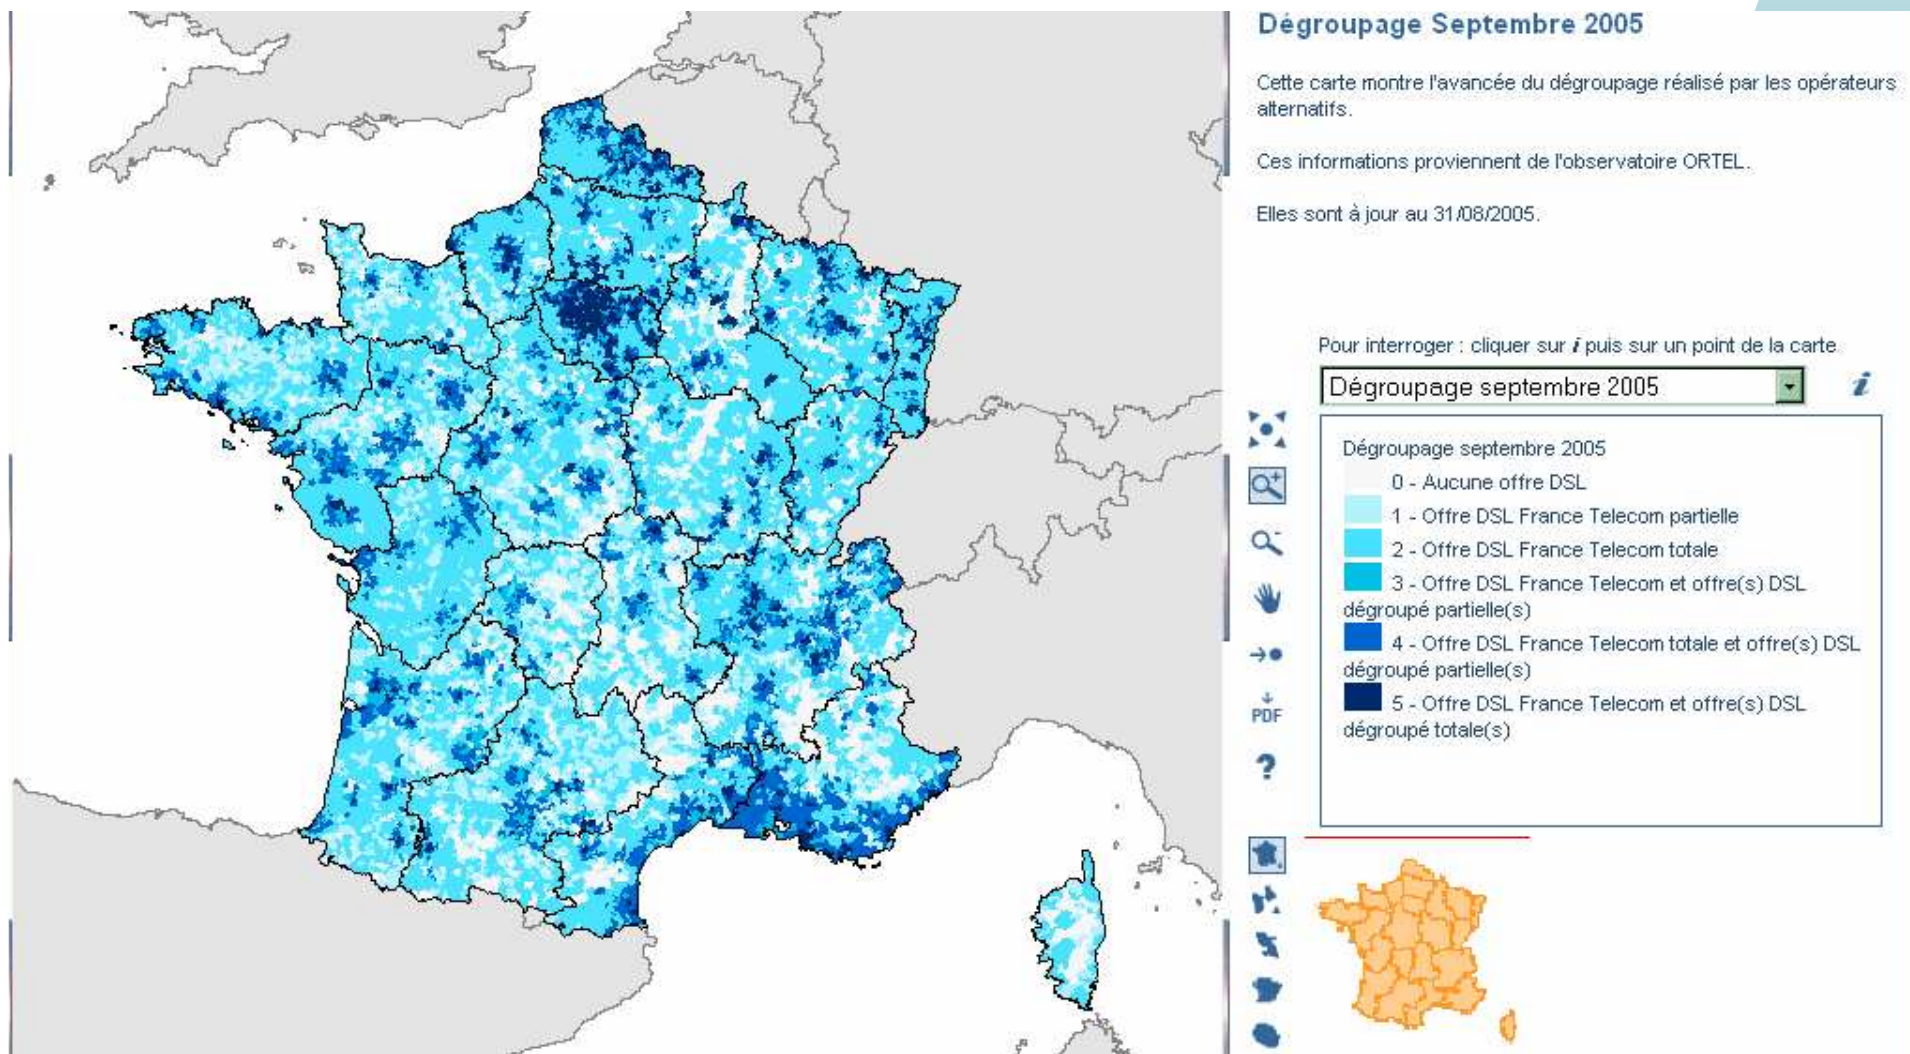 Dégroupage Septembre 2005
Cette carte montre l'avancée du dégroupage réalisé par les opérateurs
alternatifs.
Ces informations proviennent de l'observatoire ORTEL.
Elles sont à jour au 31/08/2005.
Pour interroger : cliquer sur i puis sur un point de la carte
Dégroupage septembre 2005
i
Dégroupage septembre 2005
0 - Aucune offre DSL
1 - Offre DSL France Telecom partielle
2 - Offre DSL France Telecom totale
3 - Offre DSL France Telecom et offre(s) DSL
dégroupé partielle(s)
4 - Offre DSL France Telecom totale et offre(s) DSL
dégroupé partielle(s)
5 - Offre DSL France Telecom et offre(s) DSL
dégroupé totale(s)
PDF
?